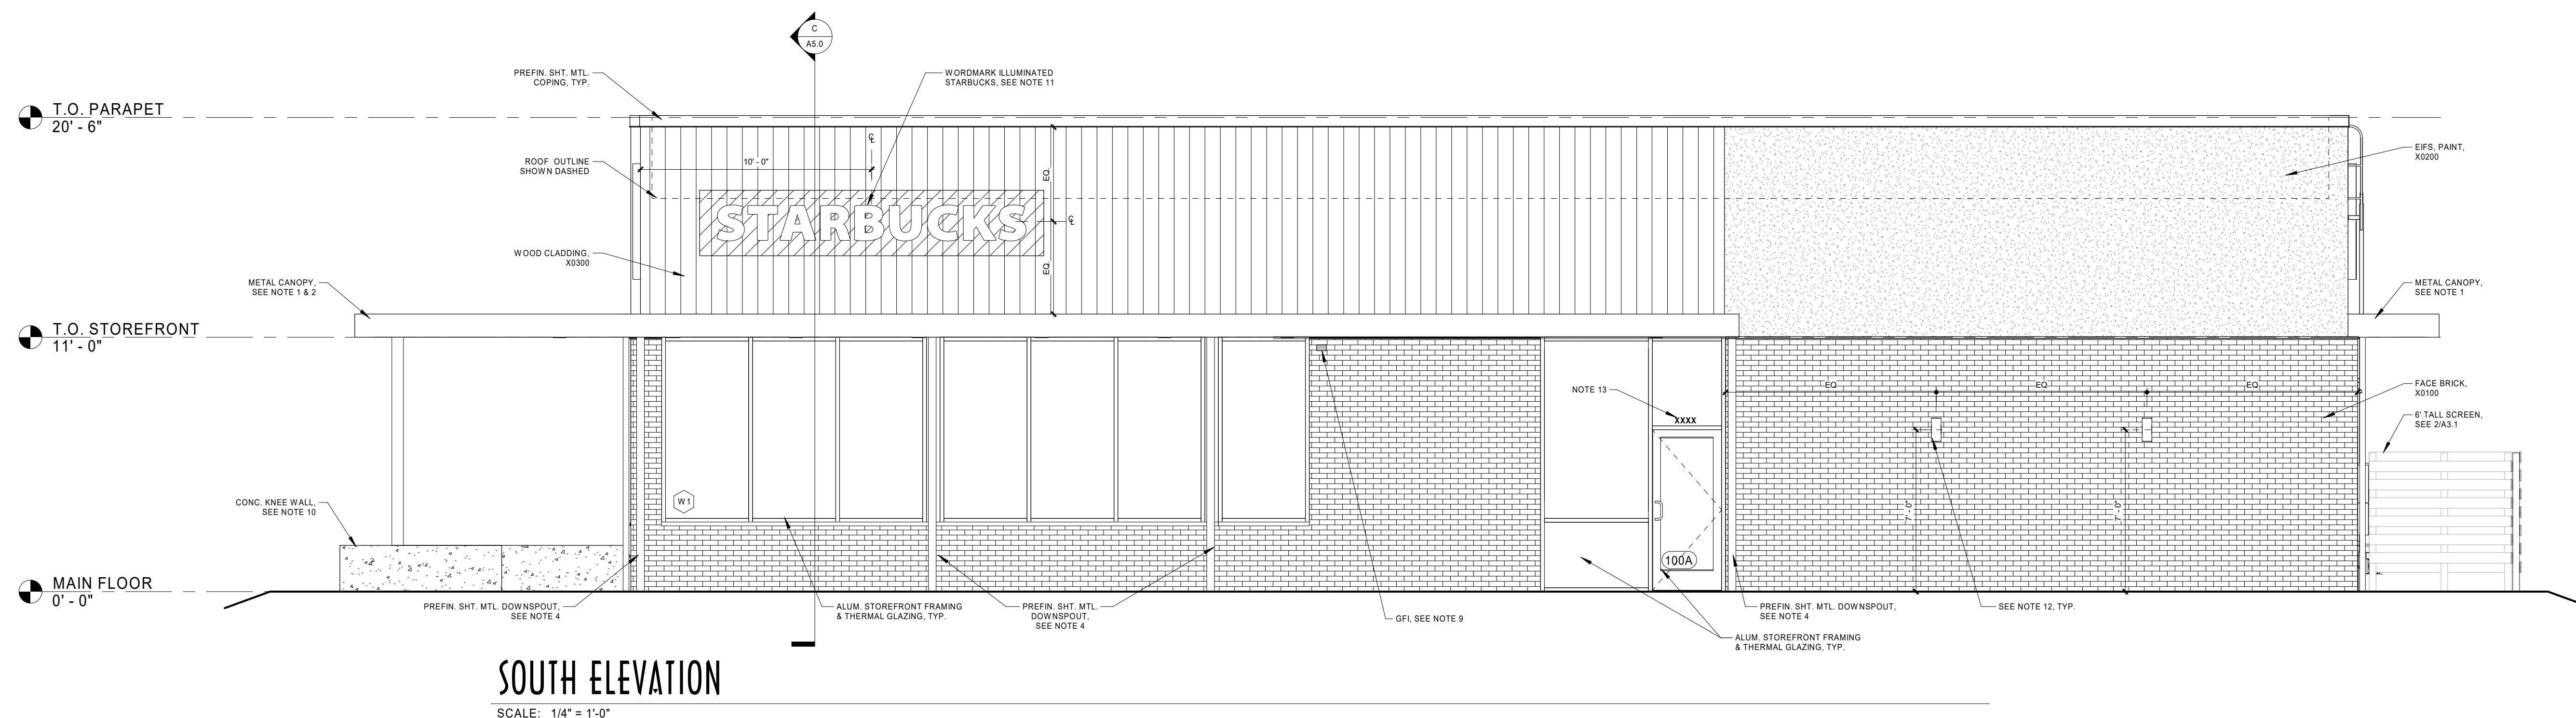 C
A5.0
PREFIN. SHT. MTL.
COPING, TYP.
WORDMARK ILLUMINATED
STARBUCKS, SEE NOTE 11
T.O. PARAPET
20' - 6"
ROOF OUTLINE
SHOWN DASHED
10' - 0"
EQ.
EIFS, PAINT,
X0200
STARBUCKS
WOOD CLADDING,
X0300
EQ.
METAL CANOPY,
SEE NOTE 1 & 2
METAL CANOPY,
SEE NOTE 1
T.O. STOREFRONT
11' - 0"
NOTE 13
XXXX
EQ
EQ
EQ
FACE BRICK,
X0100
6' TALL SCREEN,
SEE 2/A3.1
CONC. KNEE WALL,
SEE NOTE 10
W1
7' - 0"
7' - 0"
100A
MAIN FLOOR
0' - 0"
PREFIN. SHT. MTL. DOWNSPOUT,
SEE NOTE 4
ALUM. STOREFRONT FRAMING
& THERMAL GLAZING, TYP.
PREFIN. SHT. MTL.
DOWNSPOUT,
SEE NOTE 4
GFI, SEE NOTE 9
PREFIN. SHT. MTL. DOWNSPOUT,
SEE NOTE 4
SEE NOTE 12, TYP.
ALUM. STOREFRONT FRAMING
& THERMAL GLAZING, TYP.
SOUTH ELEVATION
SCALE: 1/4" = 1'-0"